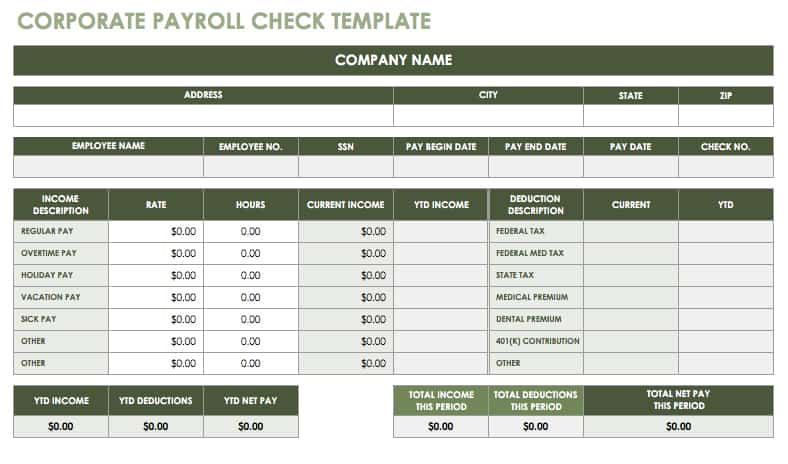 CORPORATE PAYROLL CHECK TEMPLATE
COMPANY NAME
ADDRESS CITY STATE ZIP
EMPLOYEE NAME EMPLOYEE NO. SSN PAY BEGIN DATE PAY END DATE PAY DATE CHECK NO.
INCOME DESCRIPTION RATE HOURS CURRENT INCOME YTD INCOME DEDUCTION DESCRIPTION CURRENT YTD
REGULAR PAY $0.00 0.00 $0.00 FEDERAL TAX
OVERTIME PAY $0.00 0.00 $0.00 FEDERAL MED TAX
HOLIDAY PAY $0.00 0.00 $0.00 STATE TAX
VACATION PAY $0.00 0.00 $0.00 MEDICAL PREMIUM
SICK PAY $0.00 0.00 $0.00 DENTAL PREMIUM
OTHER $0.00 0.00 $0.00 401(K) CONTRIBUTION
OTHER $0.00 0.00 $0.00 OTHER
YTD INCOME YTD DEDUCTIONS YTD NET PAY TOTAL INCOME THIS PERIOD TOTAL DEDUCTIONS THIS PERIOD TOTAL NET PAY THIS PERIOD
$0.00 $0.00 $0.00 $0.00 $0.00 $0.00